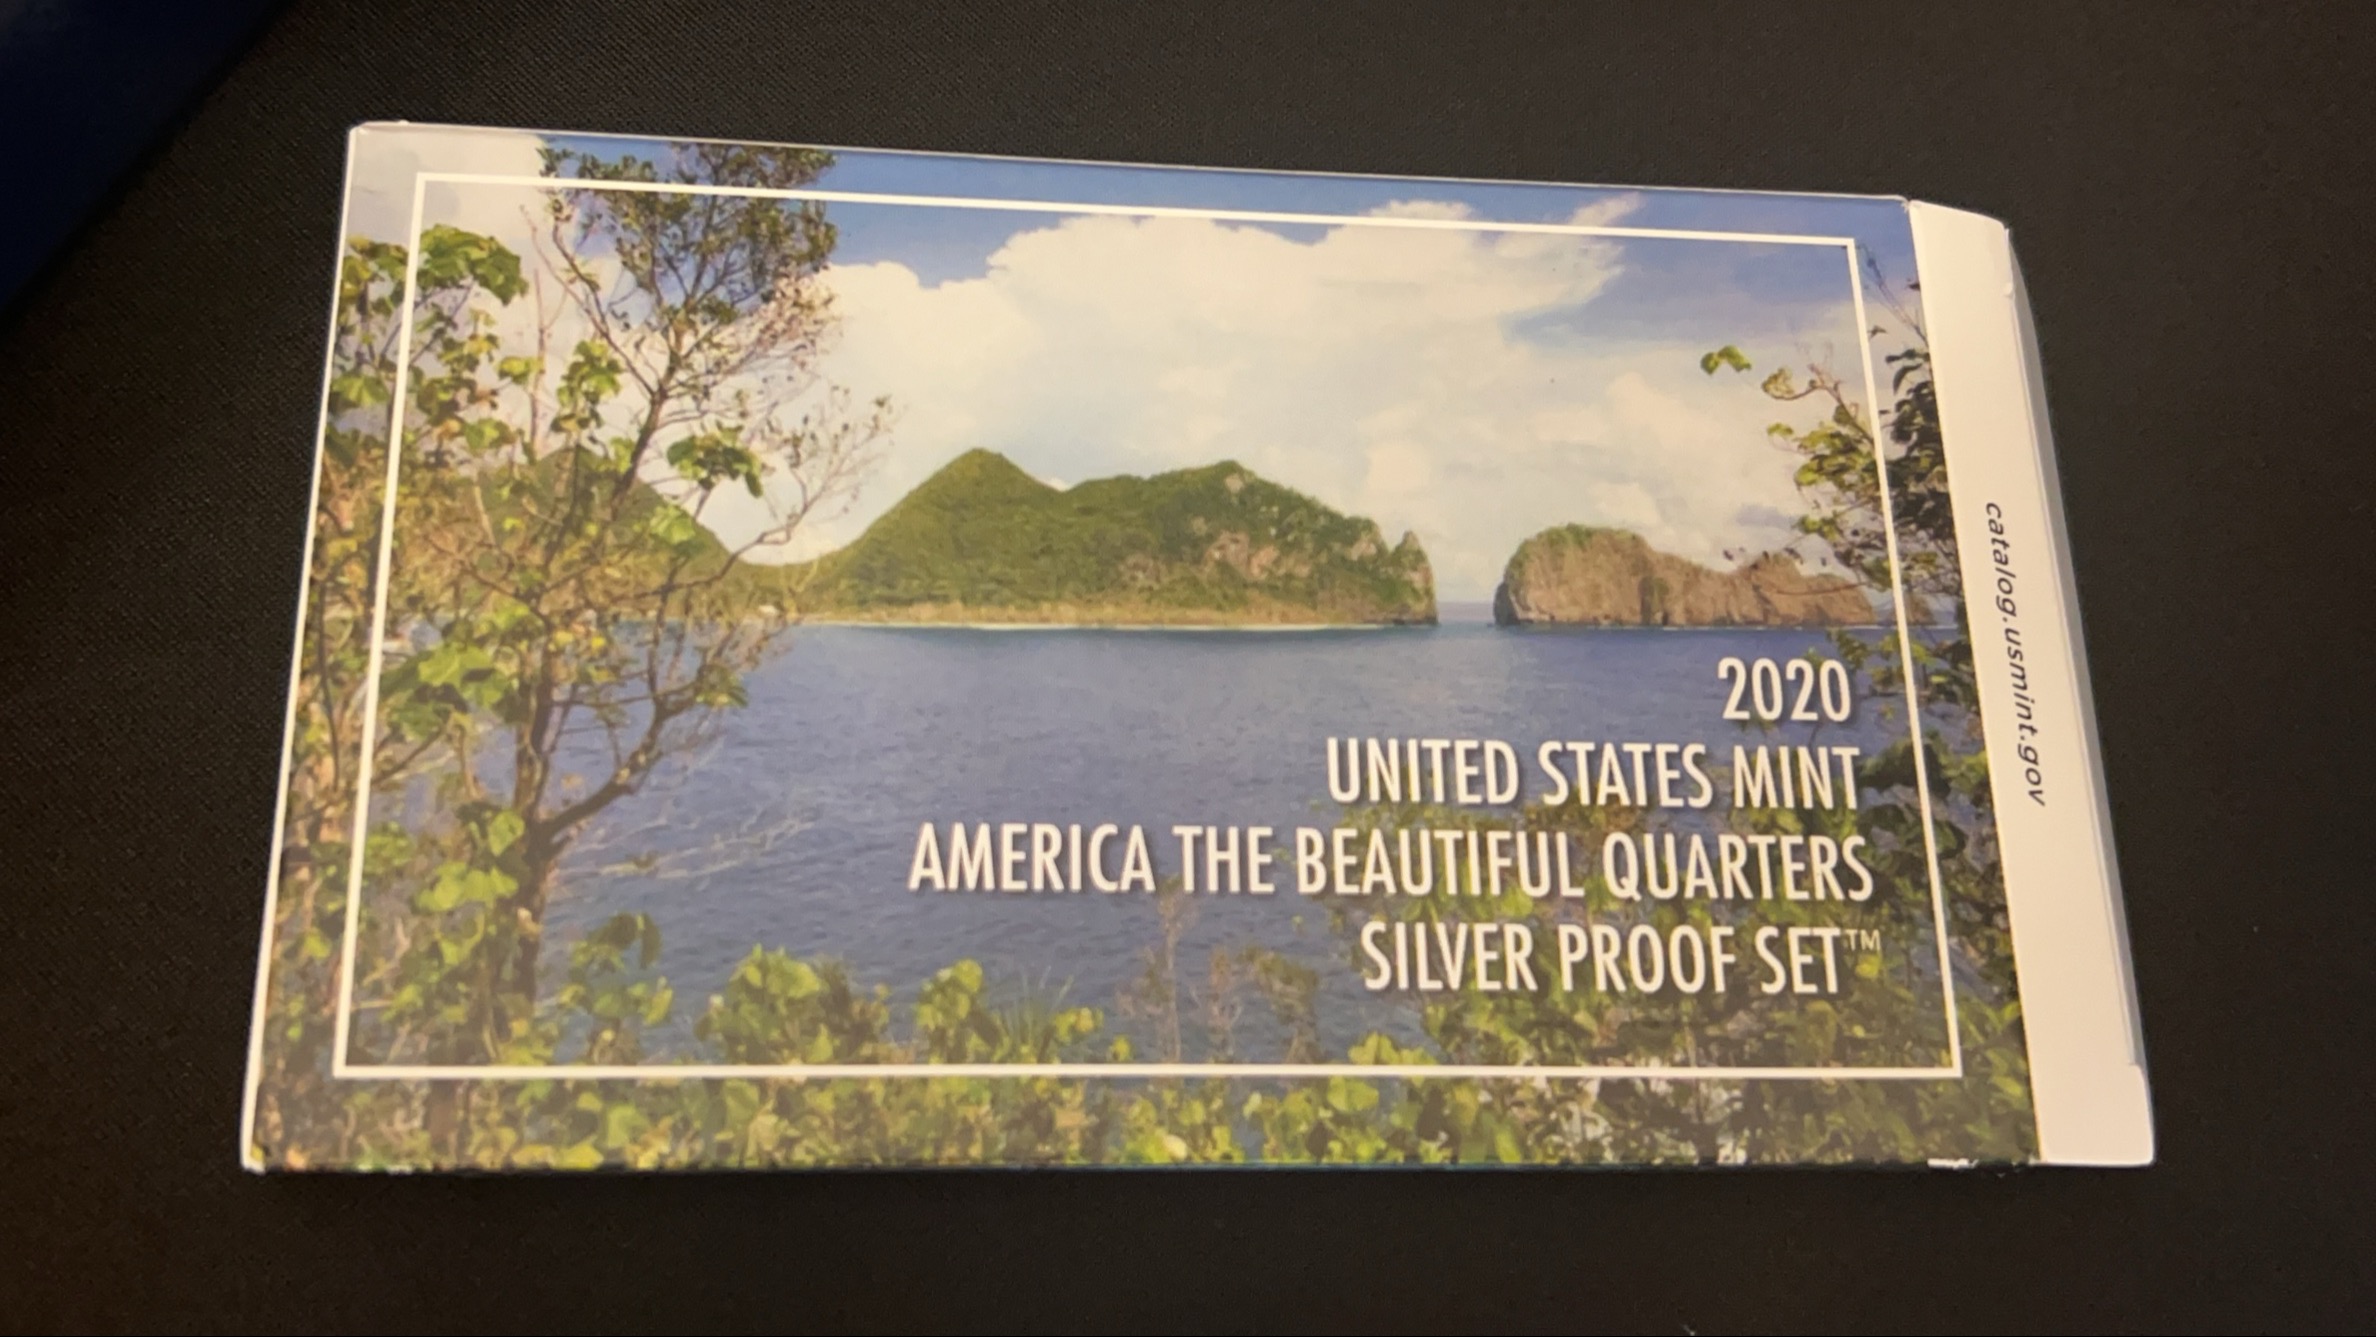 2020
UNITED STATES MINT
AMERICA THE BEAUTIFUL QUARTERS
SILVER PROOF SET™
catalog.usmint.gov